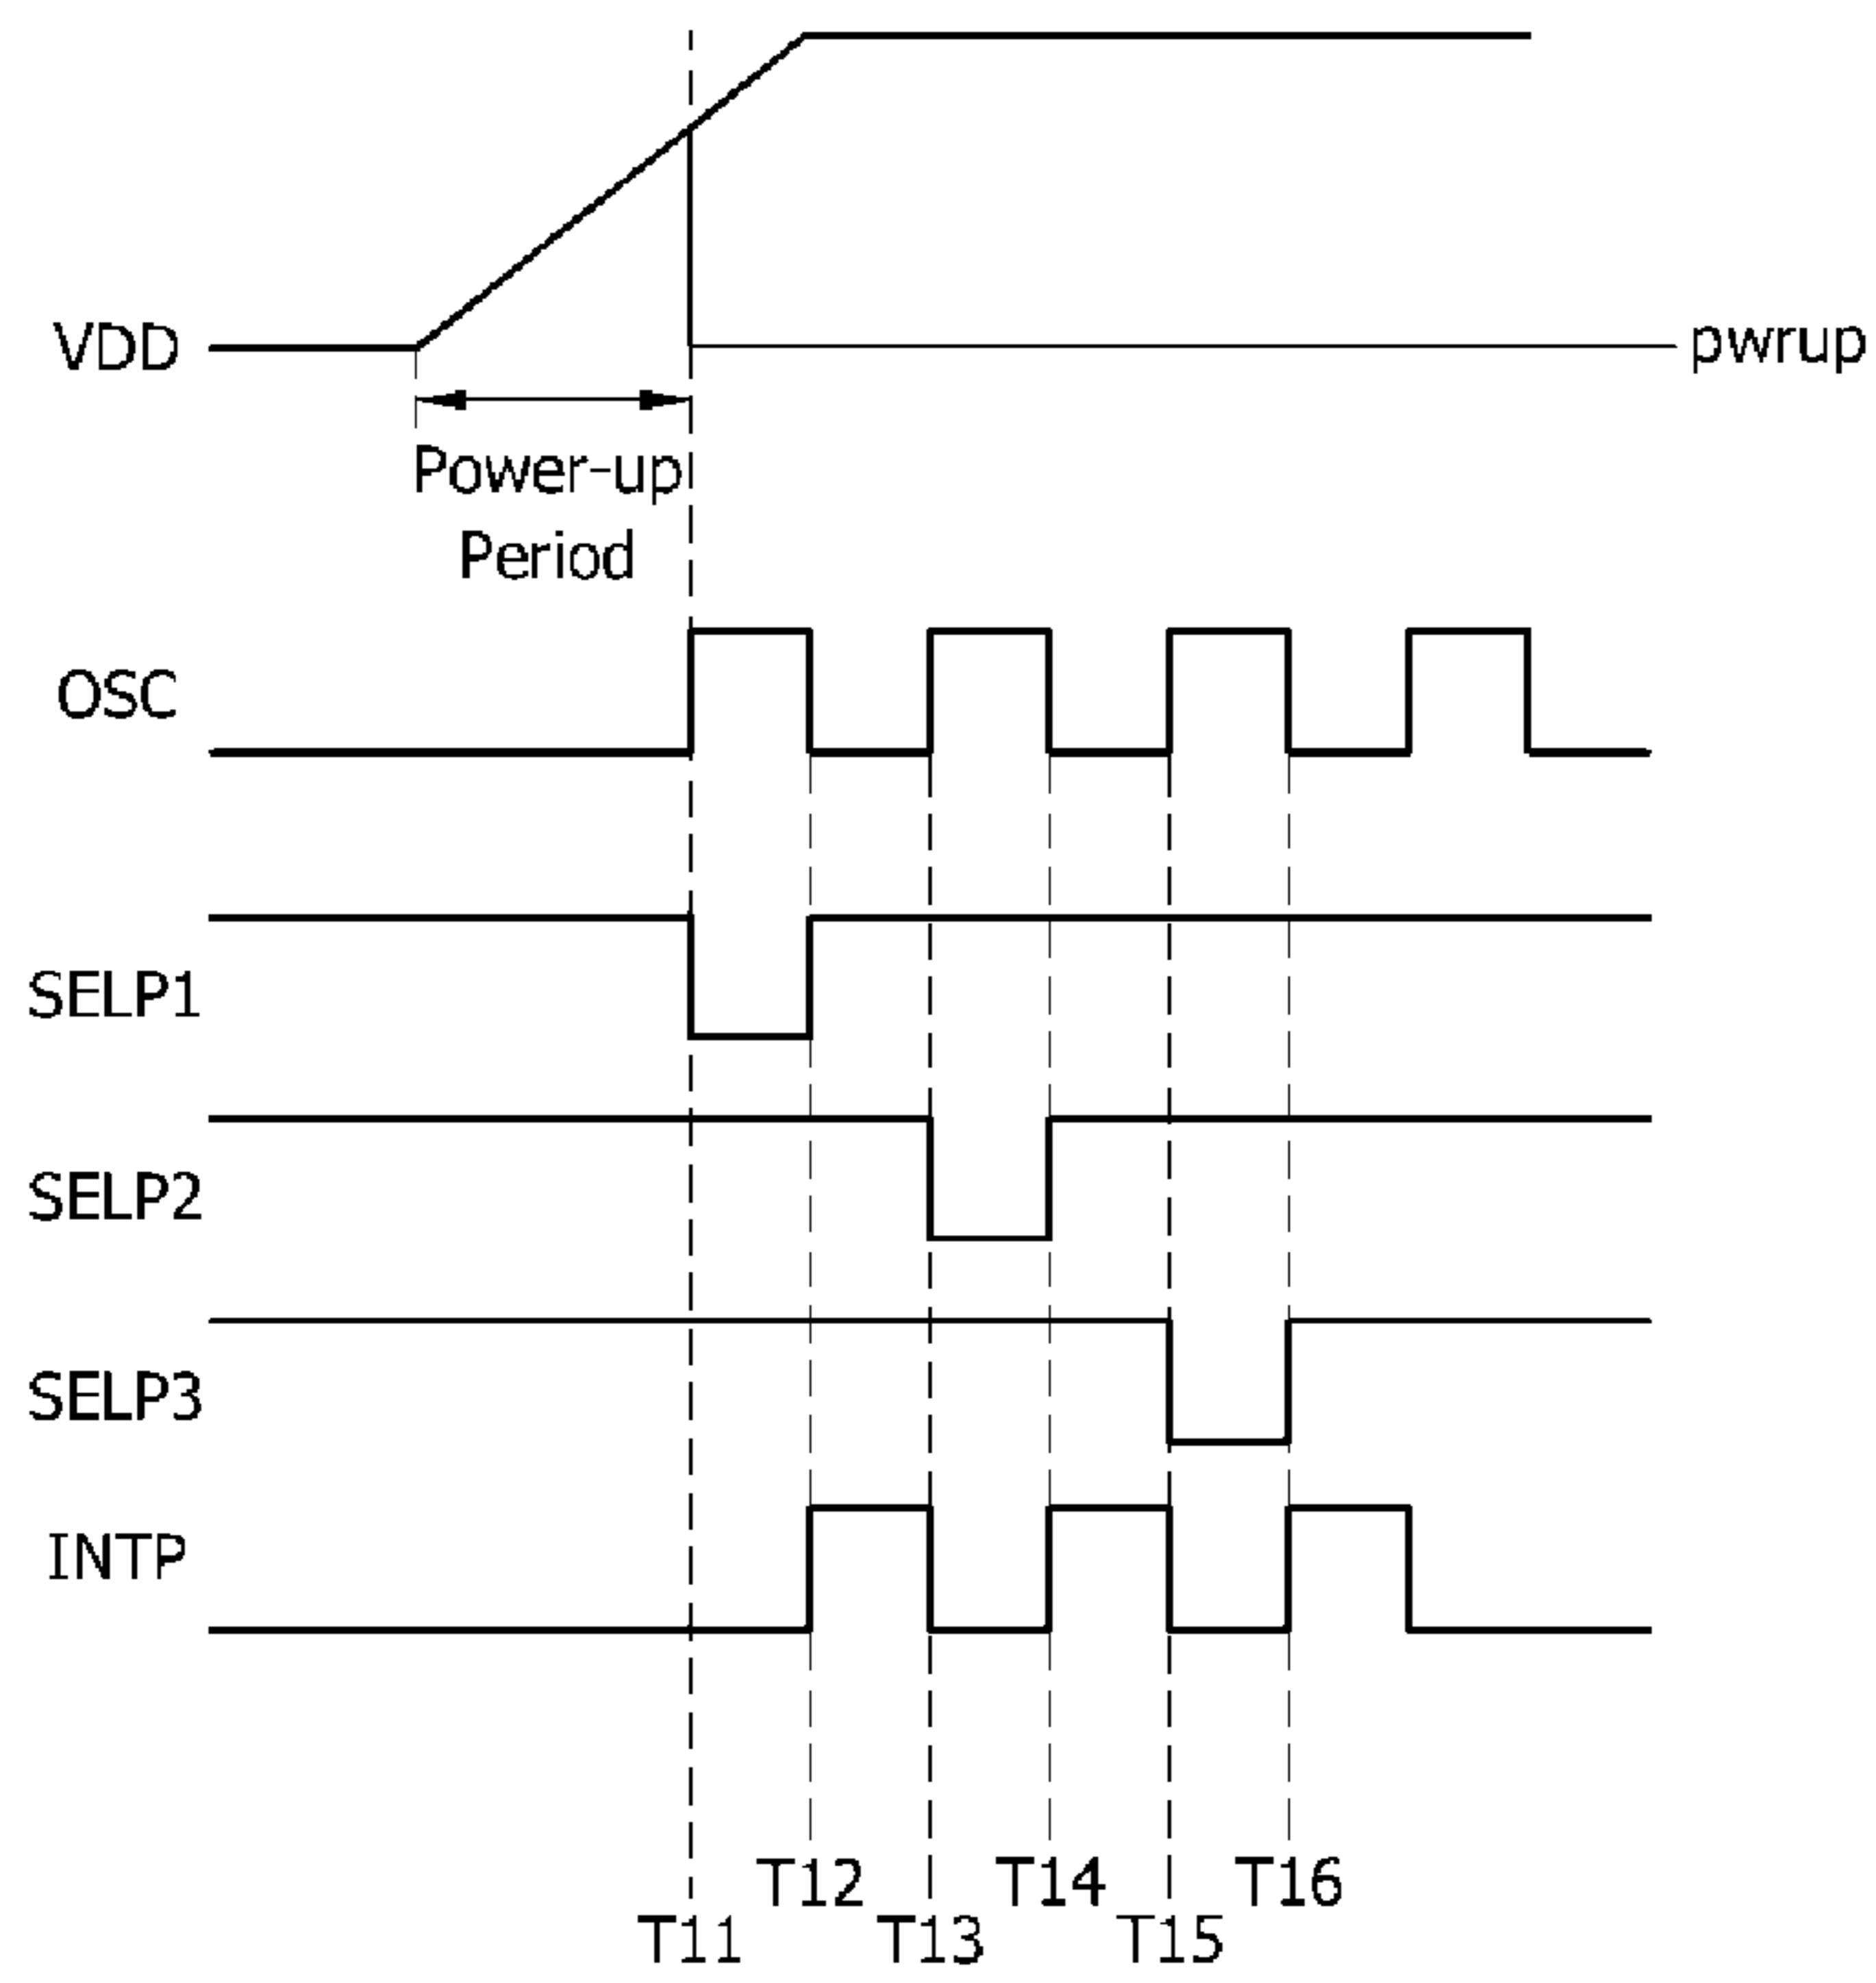 VDD
pwrup
Power-up
Period
OSC
SELP1
SELP2
SELP3
INTP
T12
T14
T16
T11
T13
T15